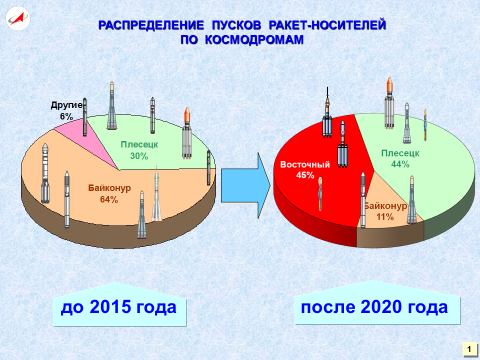 РАСПРЕДЕЛЕНИЕ ПУСКОВ РАКЕТ-НОСИТЕЛЕЙ
ПО КОСМОДРОМАМ
Другие
6%
Плесецк
30%
Байконур
64%
Восточный
45%
Плесецк
44%
Байконур
11%
до 2015 года
после 2020 года
1